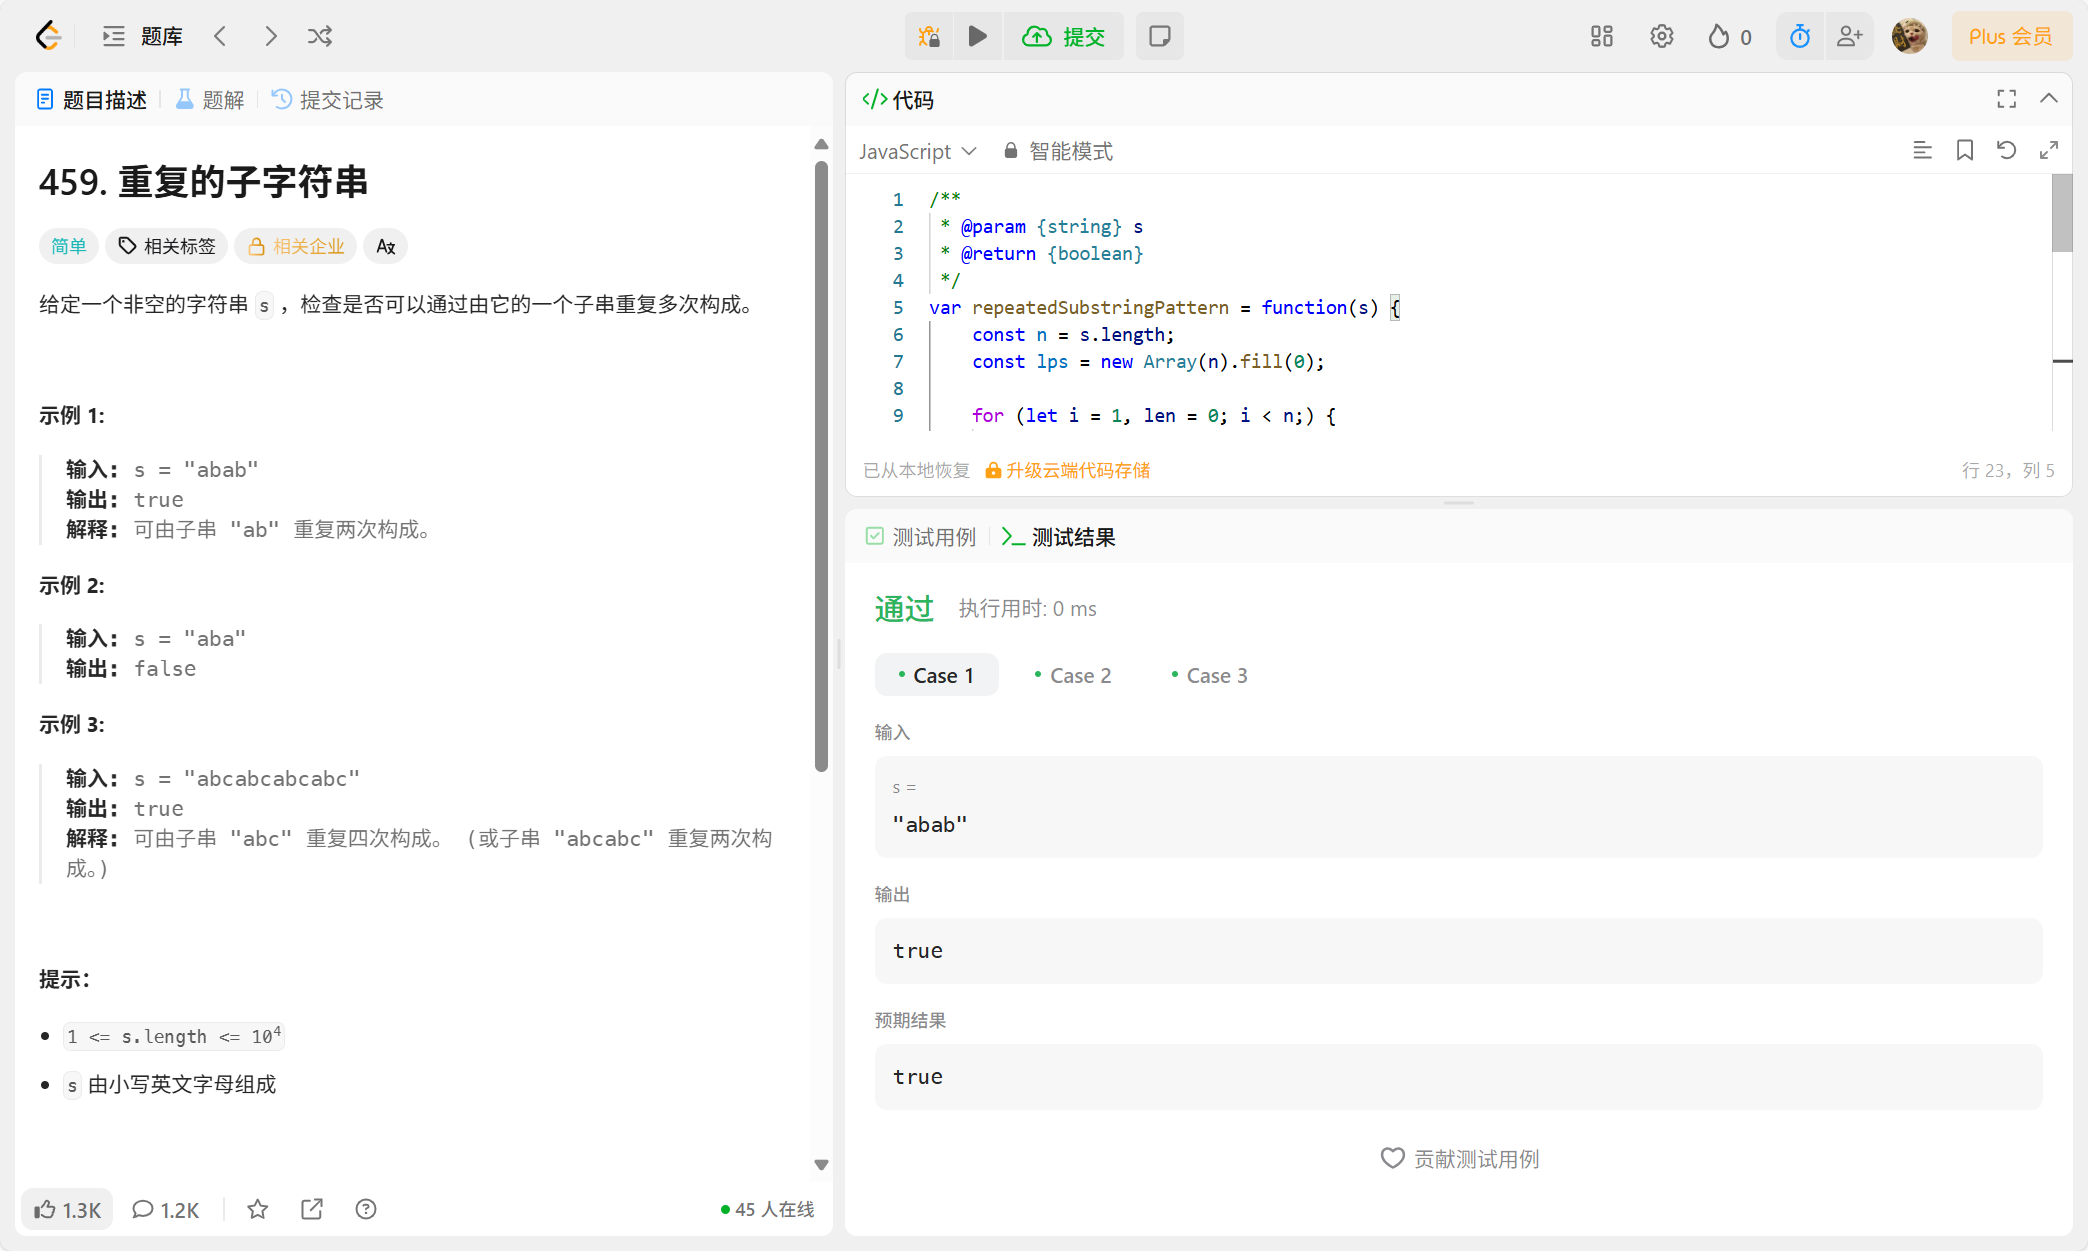 题库
提交
0
Plus 会员
题目描述
题解
提交记录
459. 重复的子字符串
简单
相关标签
相关企业
给定一个非空的字符串 s ，检查是否可以通过由它的一个子串重复多次构成。
示例 1:
输入: s = "abab"
输出: true
解释: 可由子串 "ab" 重复两次构成。
示例 2:
输入: s = "aba"
输出: false
示例 3:
输入: s = "abcabcabcabc"
输出: true
解释: 可由子串 "abc" 重复四次构成。 (或子串 "abcabc" 重复两次构
成。)
提示：
1 <= s.length <= 10⁴
s 由小写英文字母组成
1.3K
1.2K
45 人在线
</>代码
JavaScript
智能模式
1 /**
2  * @param {string} s
3  * @return {boolean}
4  */
5 var repeatedSubstringPattern = function(s) {
6     const n = s.length;
7     const lps = new Array(n).fill(0);
8
9     for (let i = 1, len = 0; i < n;) {
已从本地恢复
升级云端代码存储
行 23，列 5
测试用例
测试结果
通过
执行用时: 0 ms
Case 1
Case 2
Case 3
输入
s =
"abab"
输出
true
预期结果
true
贡献测试用例